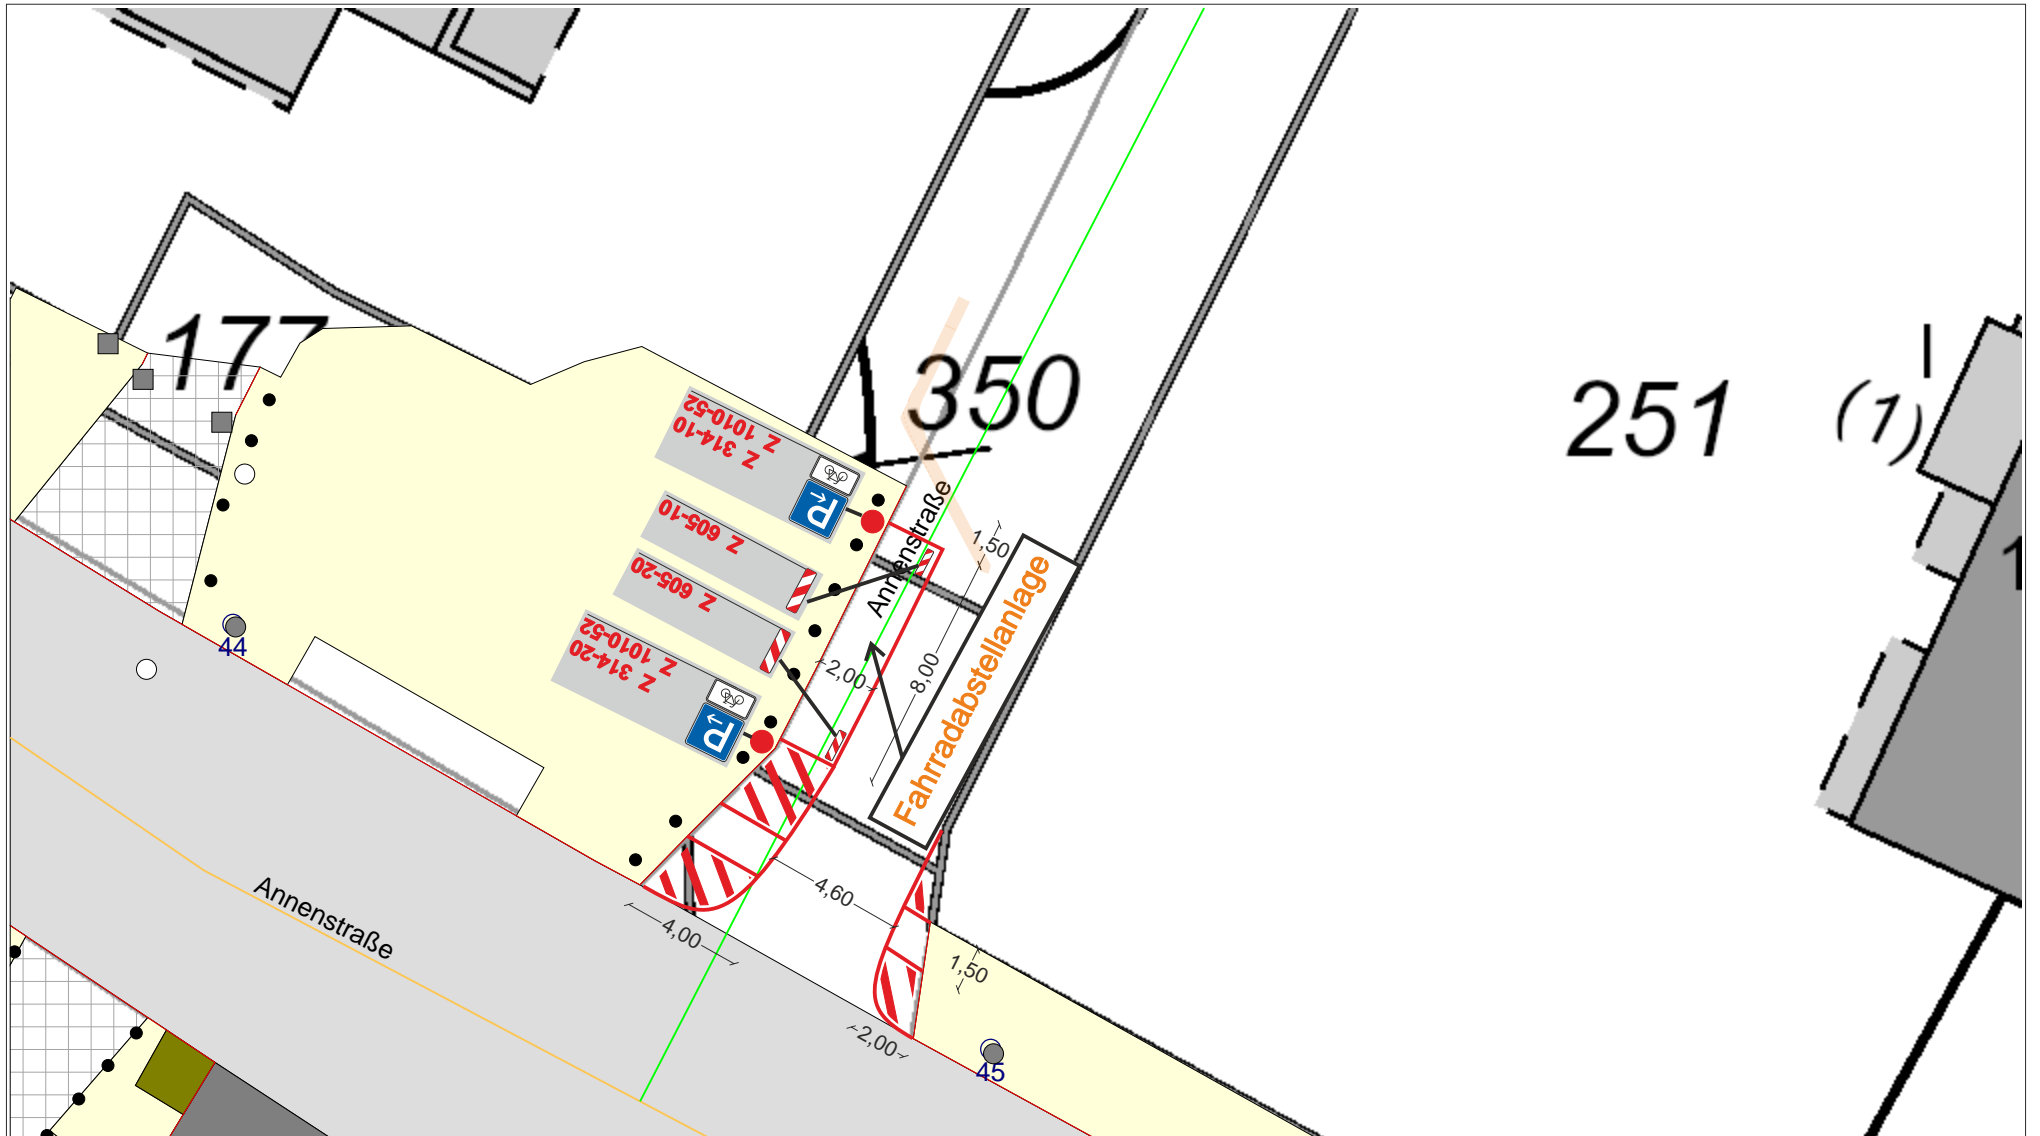 177
350
251
(1)
1
Z 1010-52
Z 314-10
Z 605-10
Z 605-20
Z 1010-52
Z 314-20
P
P
Annenstraße
1,50
8,00
2,00
Fahrradabstellanlage
4,60
4,00
1,50
2,00
44
45
Annenstraße